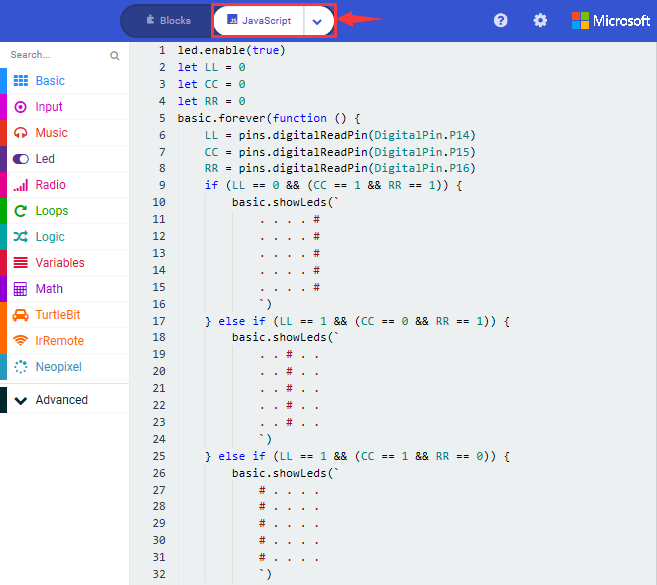 Blocks
JavaScript
Microsoft
Search...
Basic
Input
Music
Led
Radio
Loops
Logic
Variables
Math
TurtleBit
IrRemote
Neopixel
Advanced
1 led.enable(true)
2 let LL = 0
3 let CC = 0
4 let RR = 0
5 basic.forever(function () {
6     LL = pins.digitalReadPin(DigitalPin.P14)
7     CC = pins.digitalReadPin(DigitalPin.P15)
8     RR = pins.digitalReadPin(DigitalPin.P16)
9     if (LL == 0 && (CC == 1 && RR == 1)) {
10         basic.showLeds(`
11             . . . . #
12             . . . . #
13             . . . . #
14             . . . . #
15             . . . . #
16             `)
17     } else if (LL == 1 && (CC == 0 && RR == 1)) {
18         basic.showLeds(`
19             . . # . .
20             . . # . .
21             . . # . .
22             . . # . .
23             . . # . .
24             `)
25     } else if (LL == 1 && (CC == 1 && RR == 0)) {
26         basic.showLeds(`
27             # . . . .
28             # . . . .
29             # . . . .
30             # . . . .
31             # . . . .
32             `)